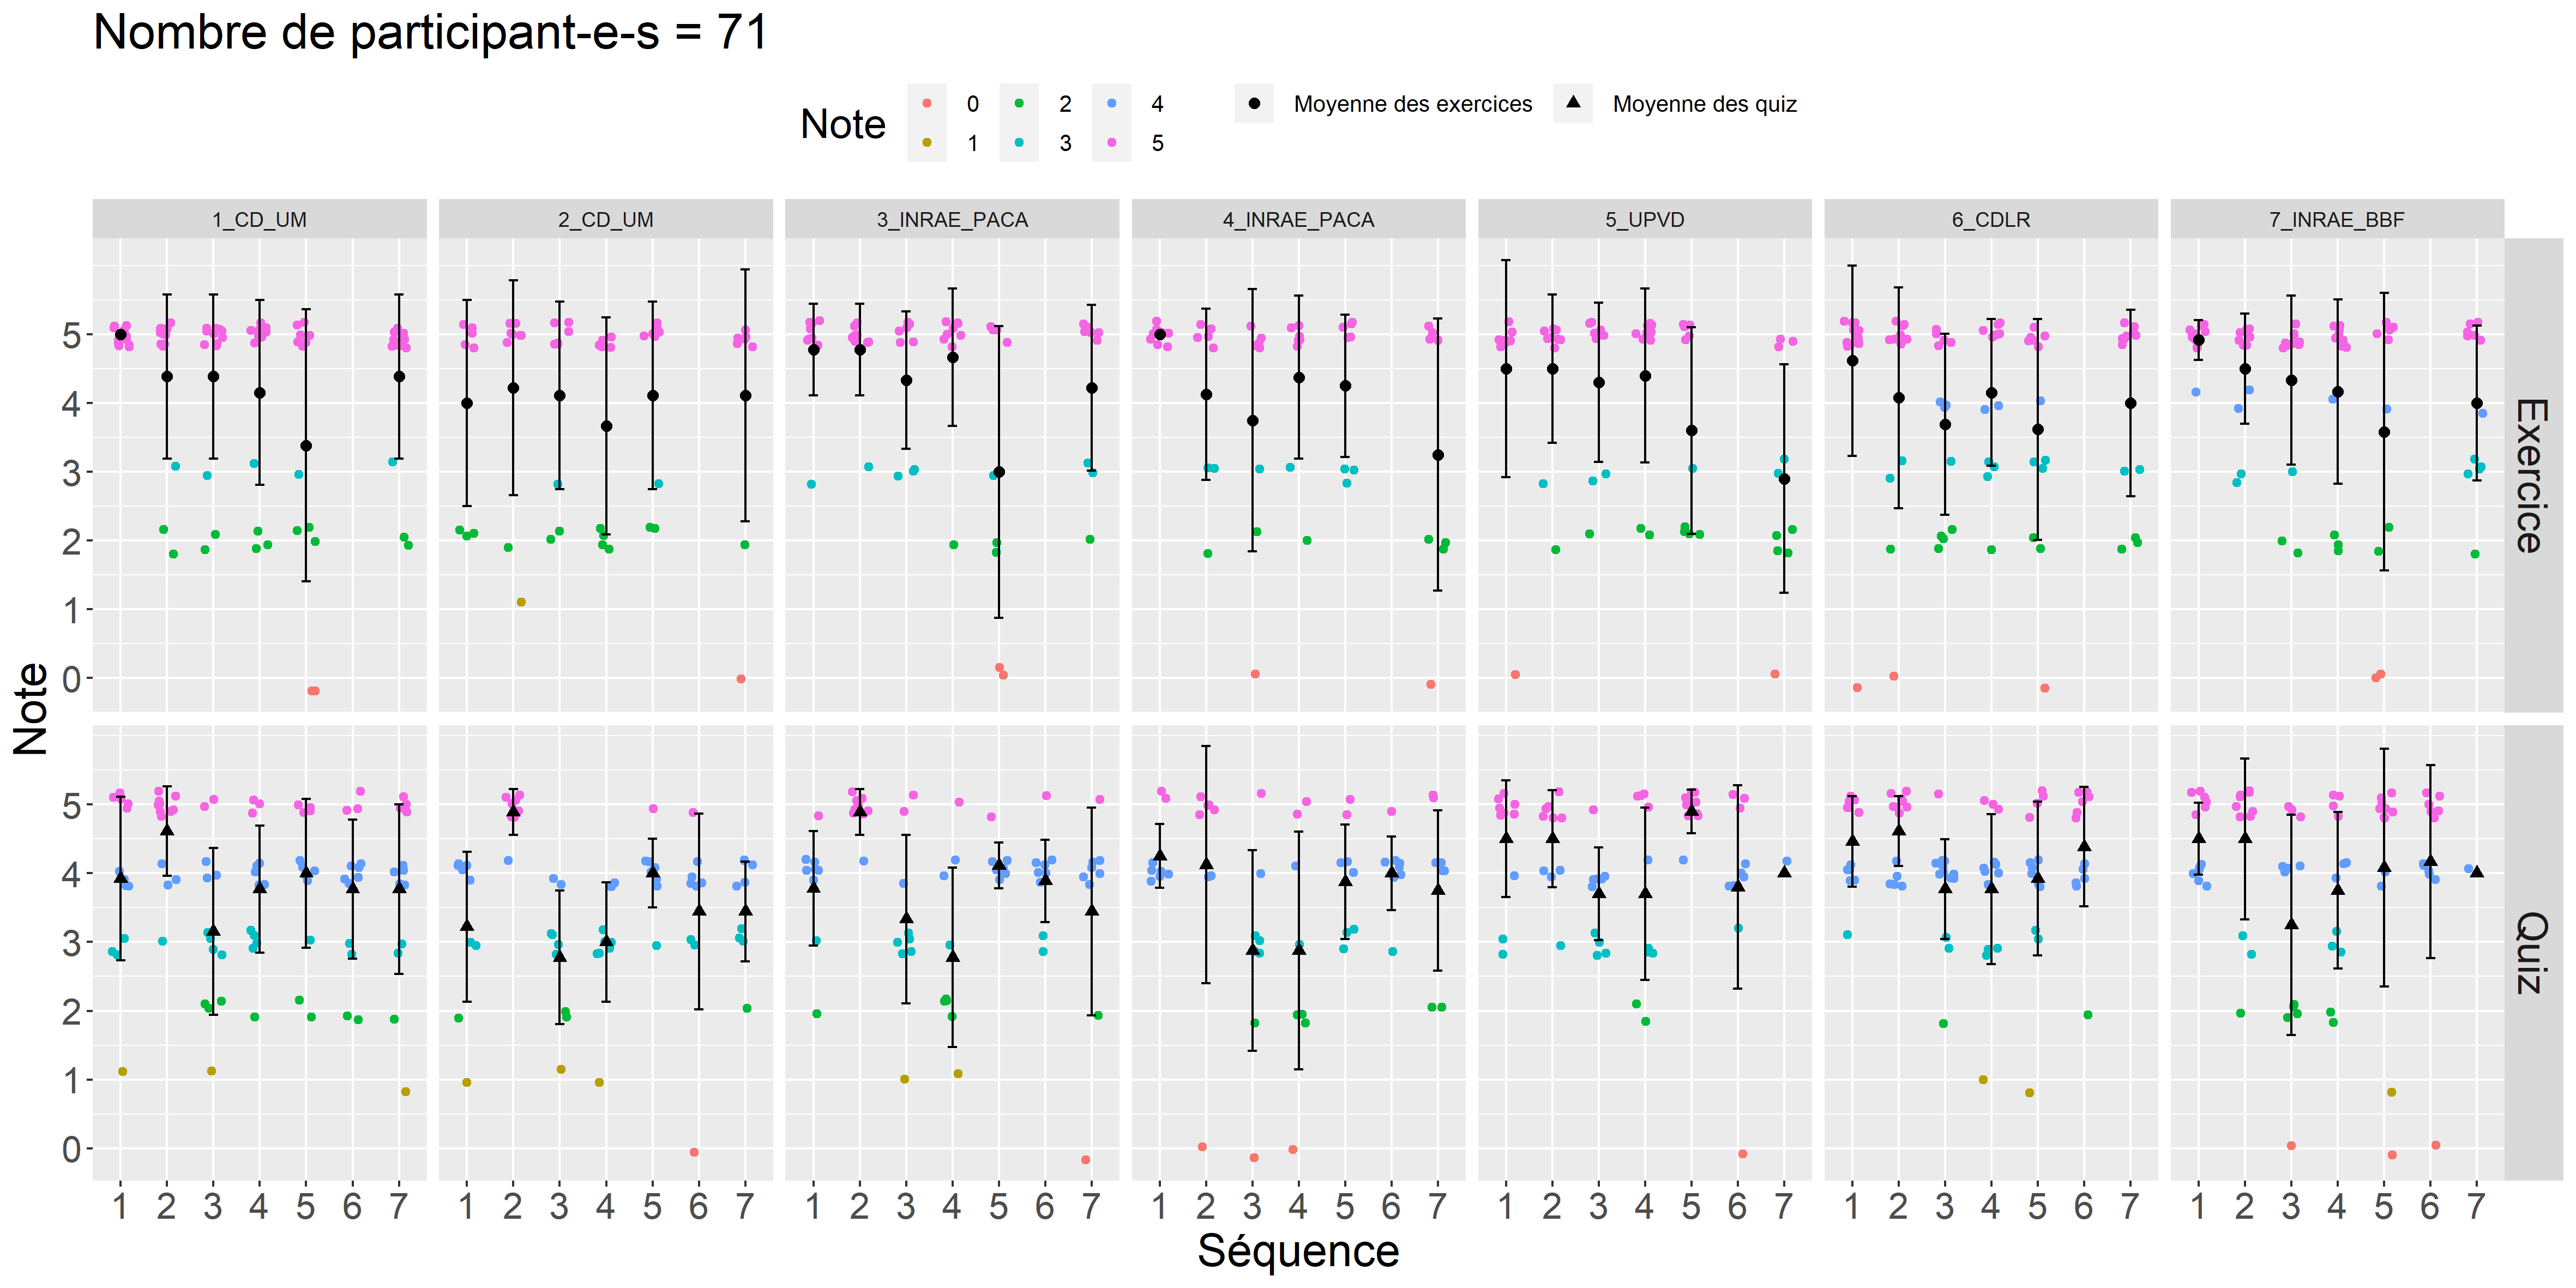 Nombre de participant-e-s = 71
Note 0 2 4 Moyenne des exercices Moyenne des quiz
1 3 5
1_CD_UM 2_CD_UM 3_INRAE_PACA 4_INRAE_PACA 5_UPVD 6_CDLR 7_INRAE_BBF
5
4
3
2
1
0
Exercice
Note
5
4
3
2
1
0
Quiz
1 2 3 4 5 6 7 1 2 3 4 5 6 7 1 2 3 4 5 6 7 1 2 3 4 5 6 7 1 2 3 4 5 6 7 1 2 3 4 5 6 7 1 2 3 4 5 6 7
Séquence